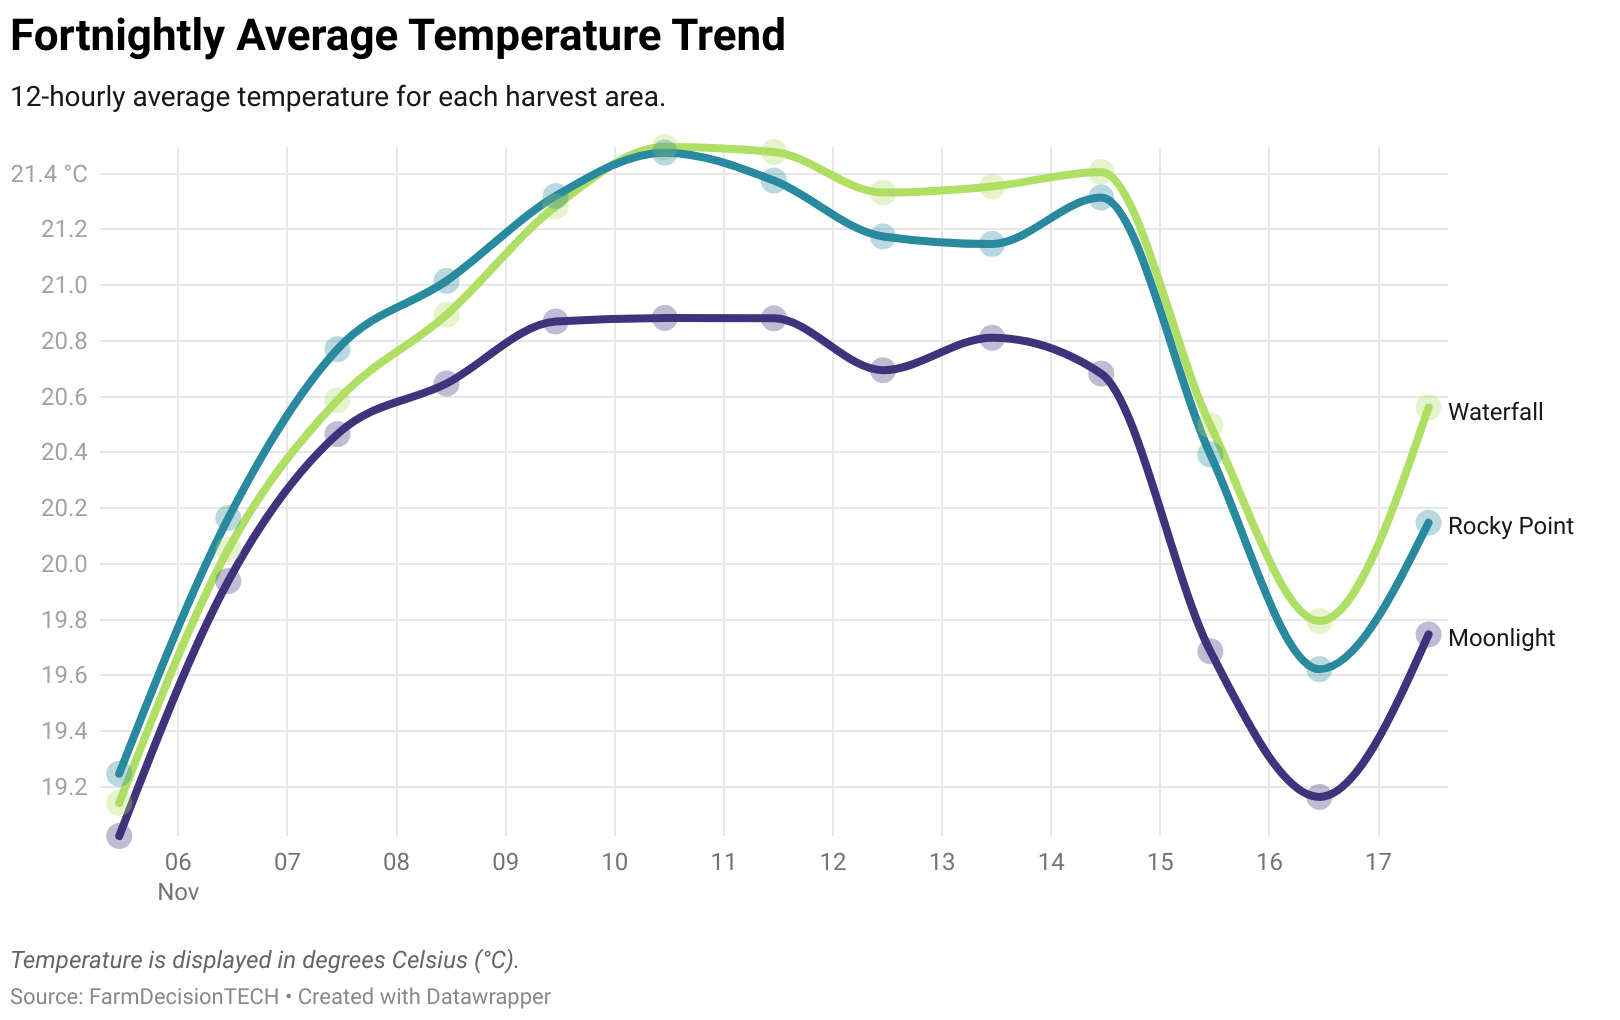 Fortnightly Average Temperature Trend
12-hourly average temperature for each harvest area.
21.4 °C
21.2
21.0
20.8
20.6
20.4
20.2
20.0
19.8
19.6
19.4
19.2
Waterfall
Rocky Point
Moonlight
06 07 08 09 10 11 12 13 14 15 16 17
Nov
Temperature is displayed in degrees Celsius (°C).
Source: FarmDecisionTECH • Created with Datawrapper